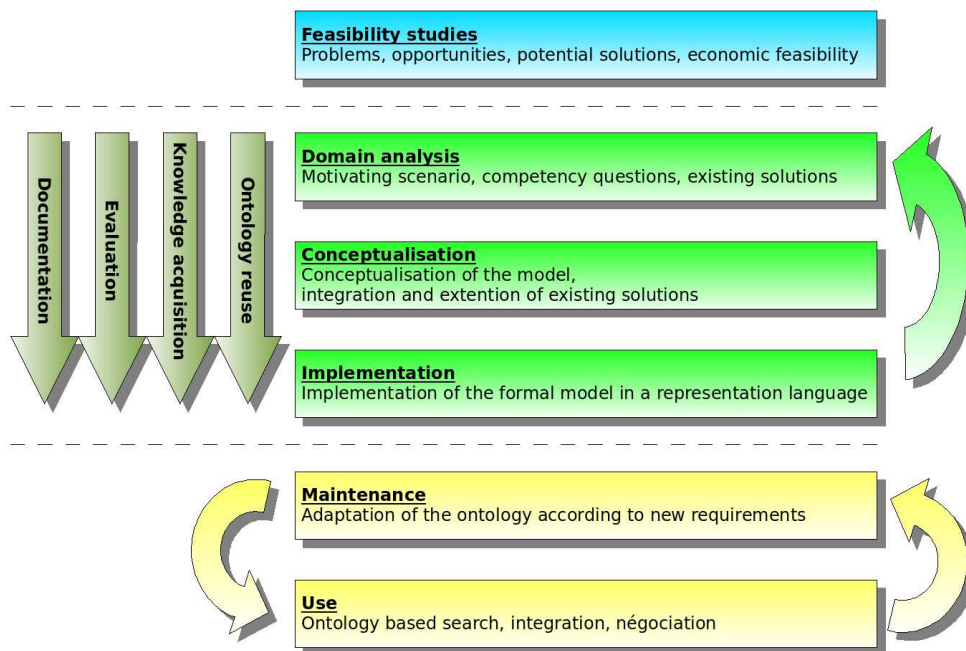 Feasibility studies
Problems, opportunities, potential solutions, economic feasibility
Documentation
Evaluation
Knowledge acquisition
Ontology reuse
Domain analysis
Motivating scenario, competency questions, existing solutions
Conceptualisation
Conceptualisation of the model,
integration and extention of existing solutions
Implementation
Implementation of the formal model in a representation language
Maintenance
Adaptation of the ontology according to new requirements
Use
Ontology based search, integration, négociation